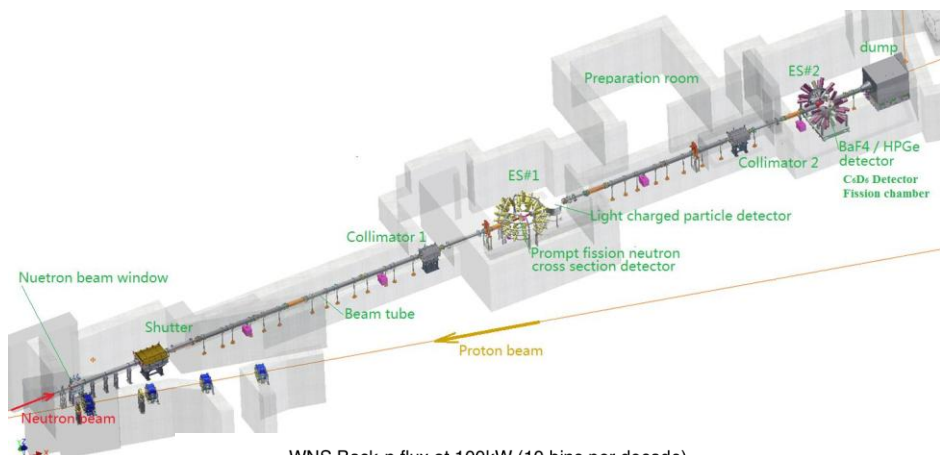 dump
ES#2
Preparation room
BaF4 / HPGe
detector
C₆D₆ Detector
Fission chamber
Collimator 2
ES#1
Light charged particle detector
Collimator 1
Prompt fission neutron
cross section detector
Nuetron beam window
Beam tube
Shutter
Proton beam
Neutron beam
WNS Back-n flux at 100kW (10 bins per decade)